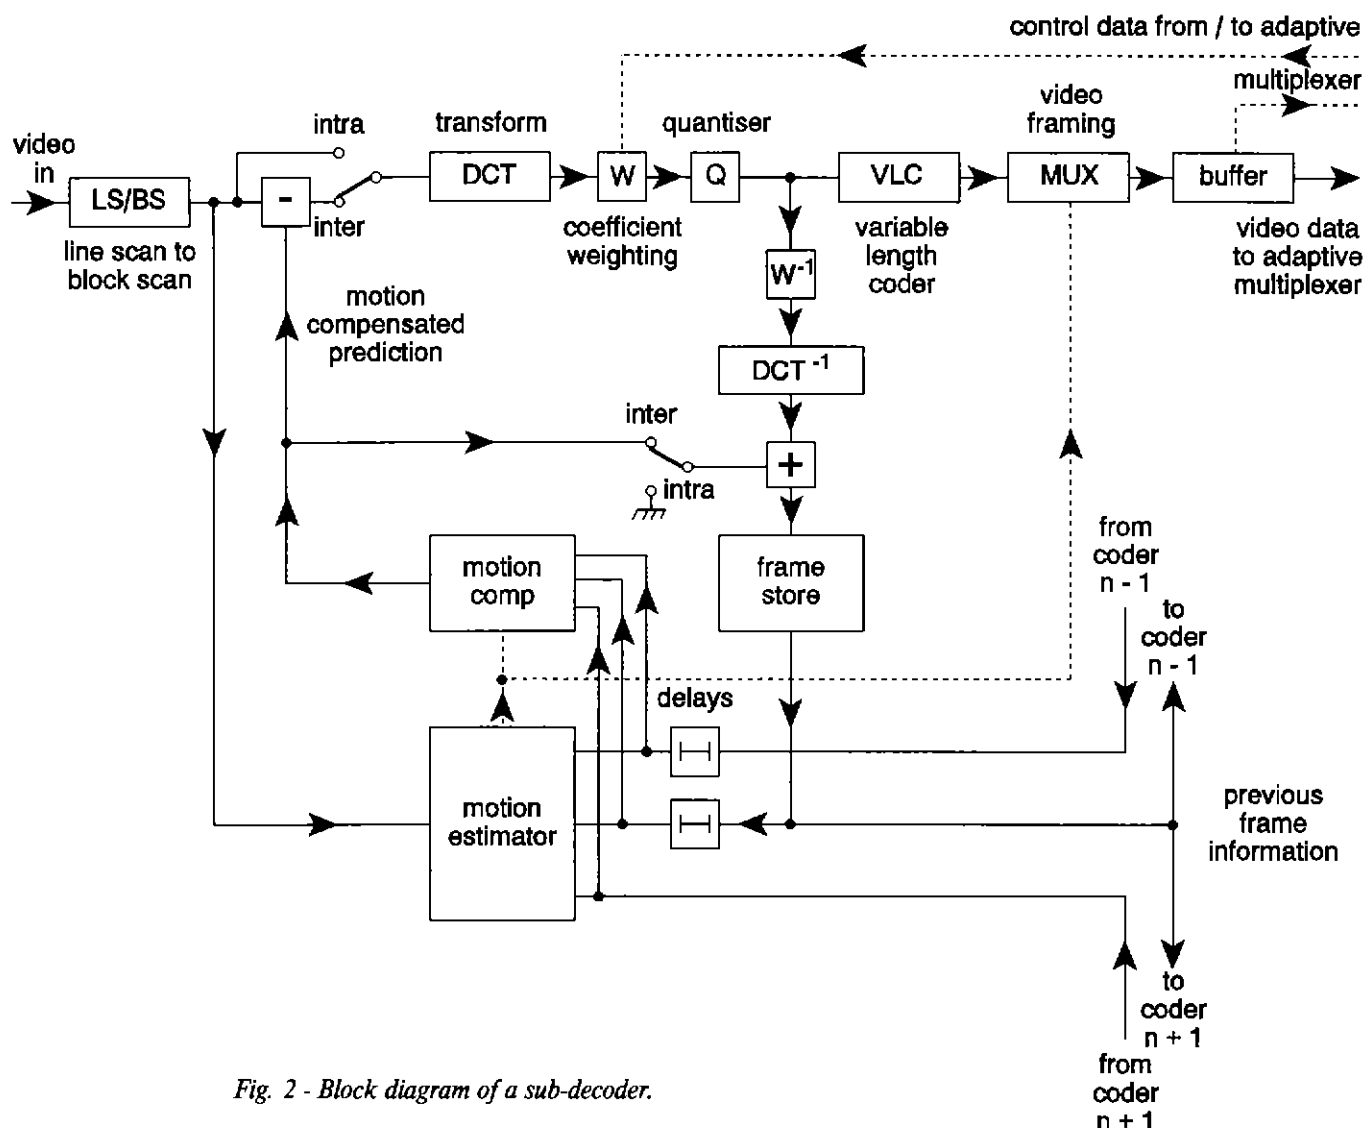 control data from / to adaptive
multiplexer
video
framing
transform
quantiser
intra
video
in
LS/BS
-
inter
DCT
W
Q
VLC
MUX
buffer
line scan to
block scan
coefficient
weighting
variable
length
coder
video data
to adaptive
multiplexer
W-1
motion
compensated
prediction
DCT -1
inter
+
intra
motion
comp
frame
store
from
coder
n - 1
to
coder
n - 1
delays
motion
estimator
previous
frame
information
to
coder
n + 1
from
coder
n + 1
Fig. 2 - Block diagram of a sub-decoder.